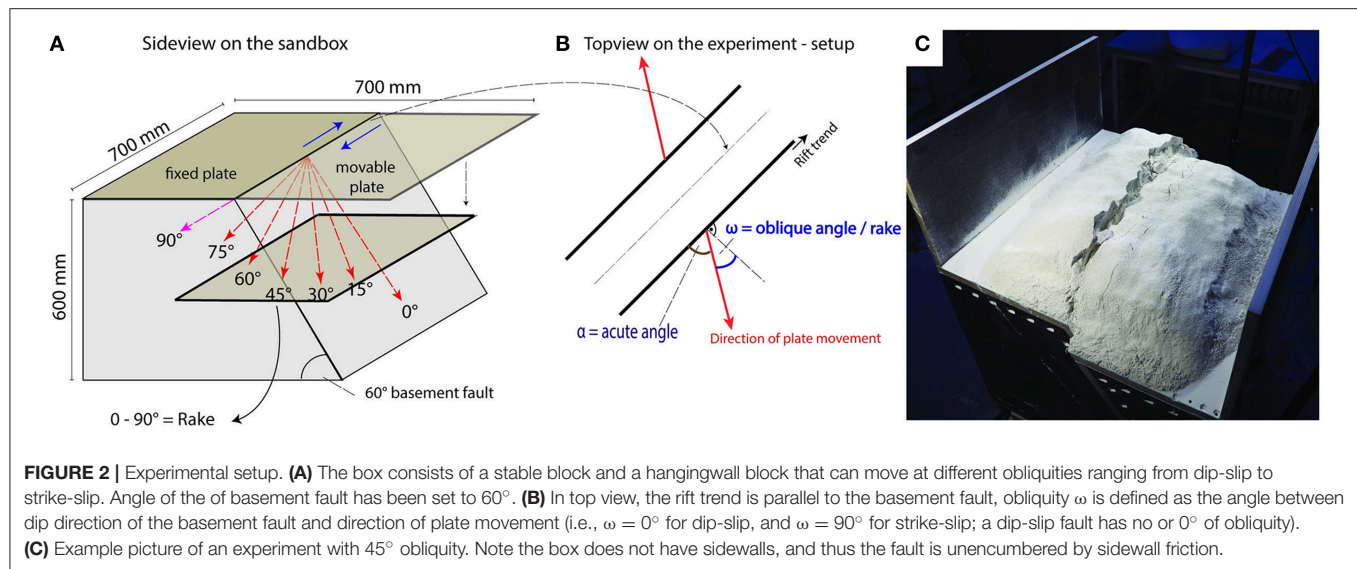 A
Sideview on the sandbox
700 mm
700 mm
fixed plate
movable
plate
90°
75°
60°
45°
30°
15°
0°
600 mm
60° basement fault
0 - 90° = Rake
B
Topview on the experiment - setup
Rift trend
ω = oblique angle / rake
α = acute angle
Direction of plate movement
C
FIGURE 2 | Experimental setup. (A) The box consists of a stable block and a hangingwall block that can move at different obliquities ranging from dip-slip to
strike-slip. Angle of the of basement fault has been set to 60°. (B) In top view, the rift trend is parallel to the basement fault, obliquity ω is defined as the angle between
dip direction of the basement fault and direction of plate movement (i.e., ω = 0° for dip-slip, and ω = 90° for strike-slip; a dip-slip fault has no or 0° of obliquity).
(C) Example picture of an experiment with 45° obliquity. Note the box does not have sidewalls, and thus the fault is unencumbered by sidewall friction.